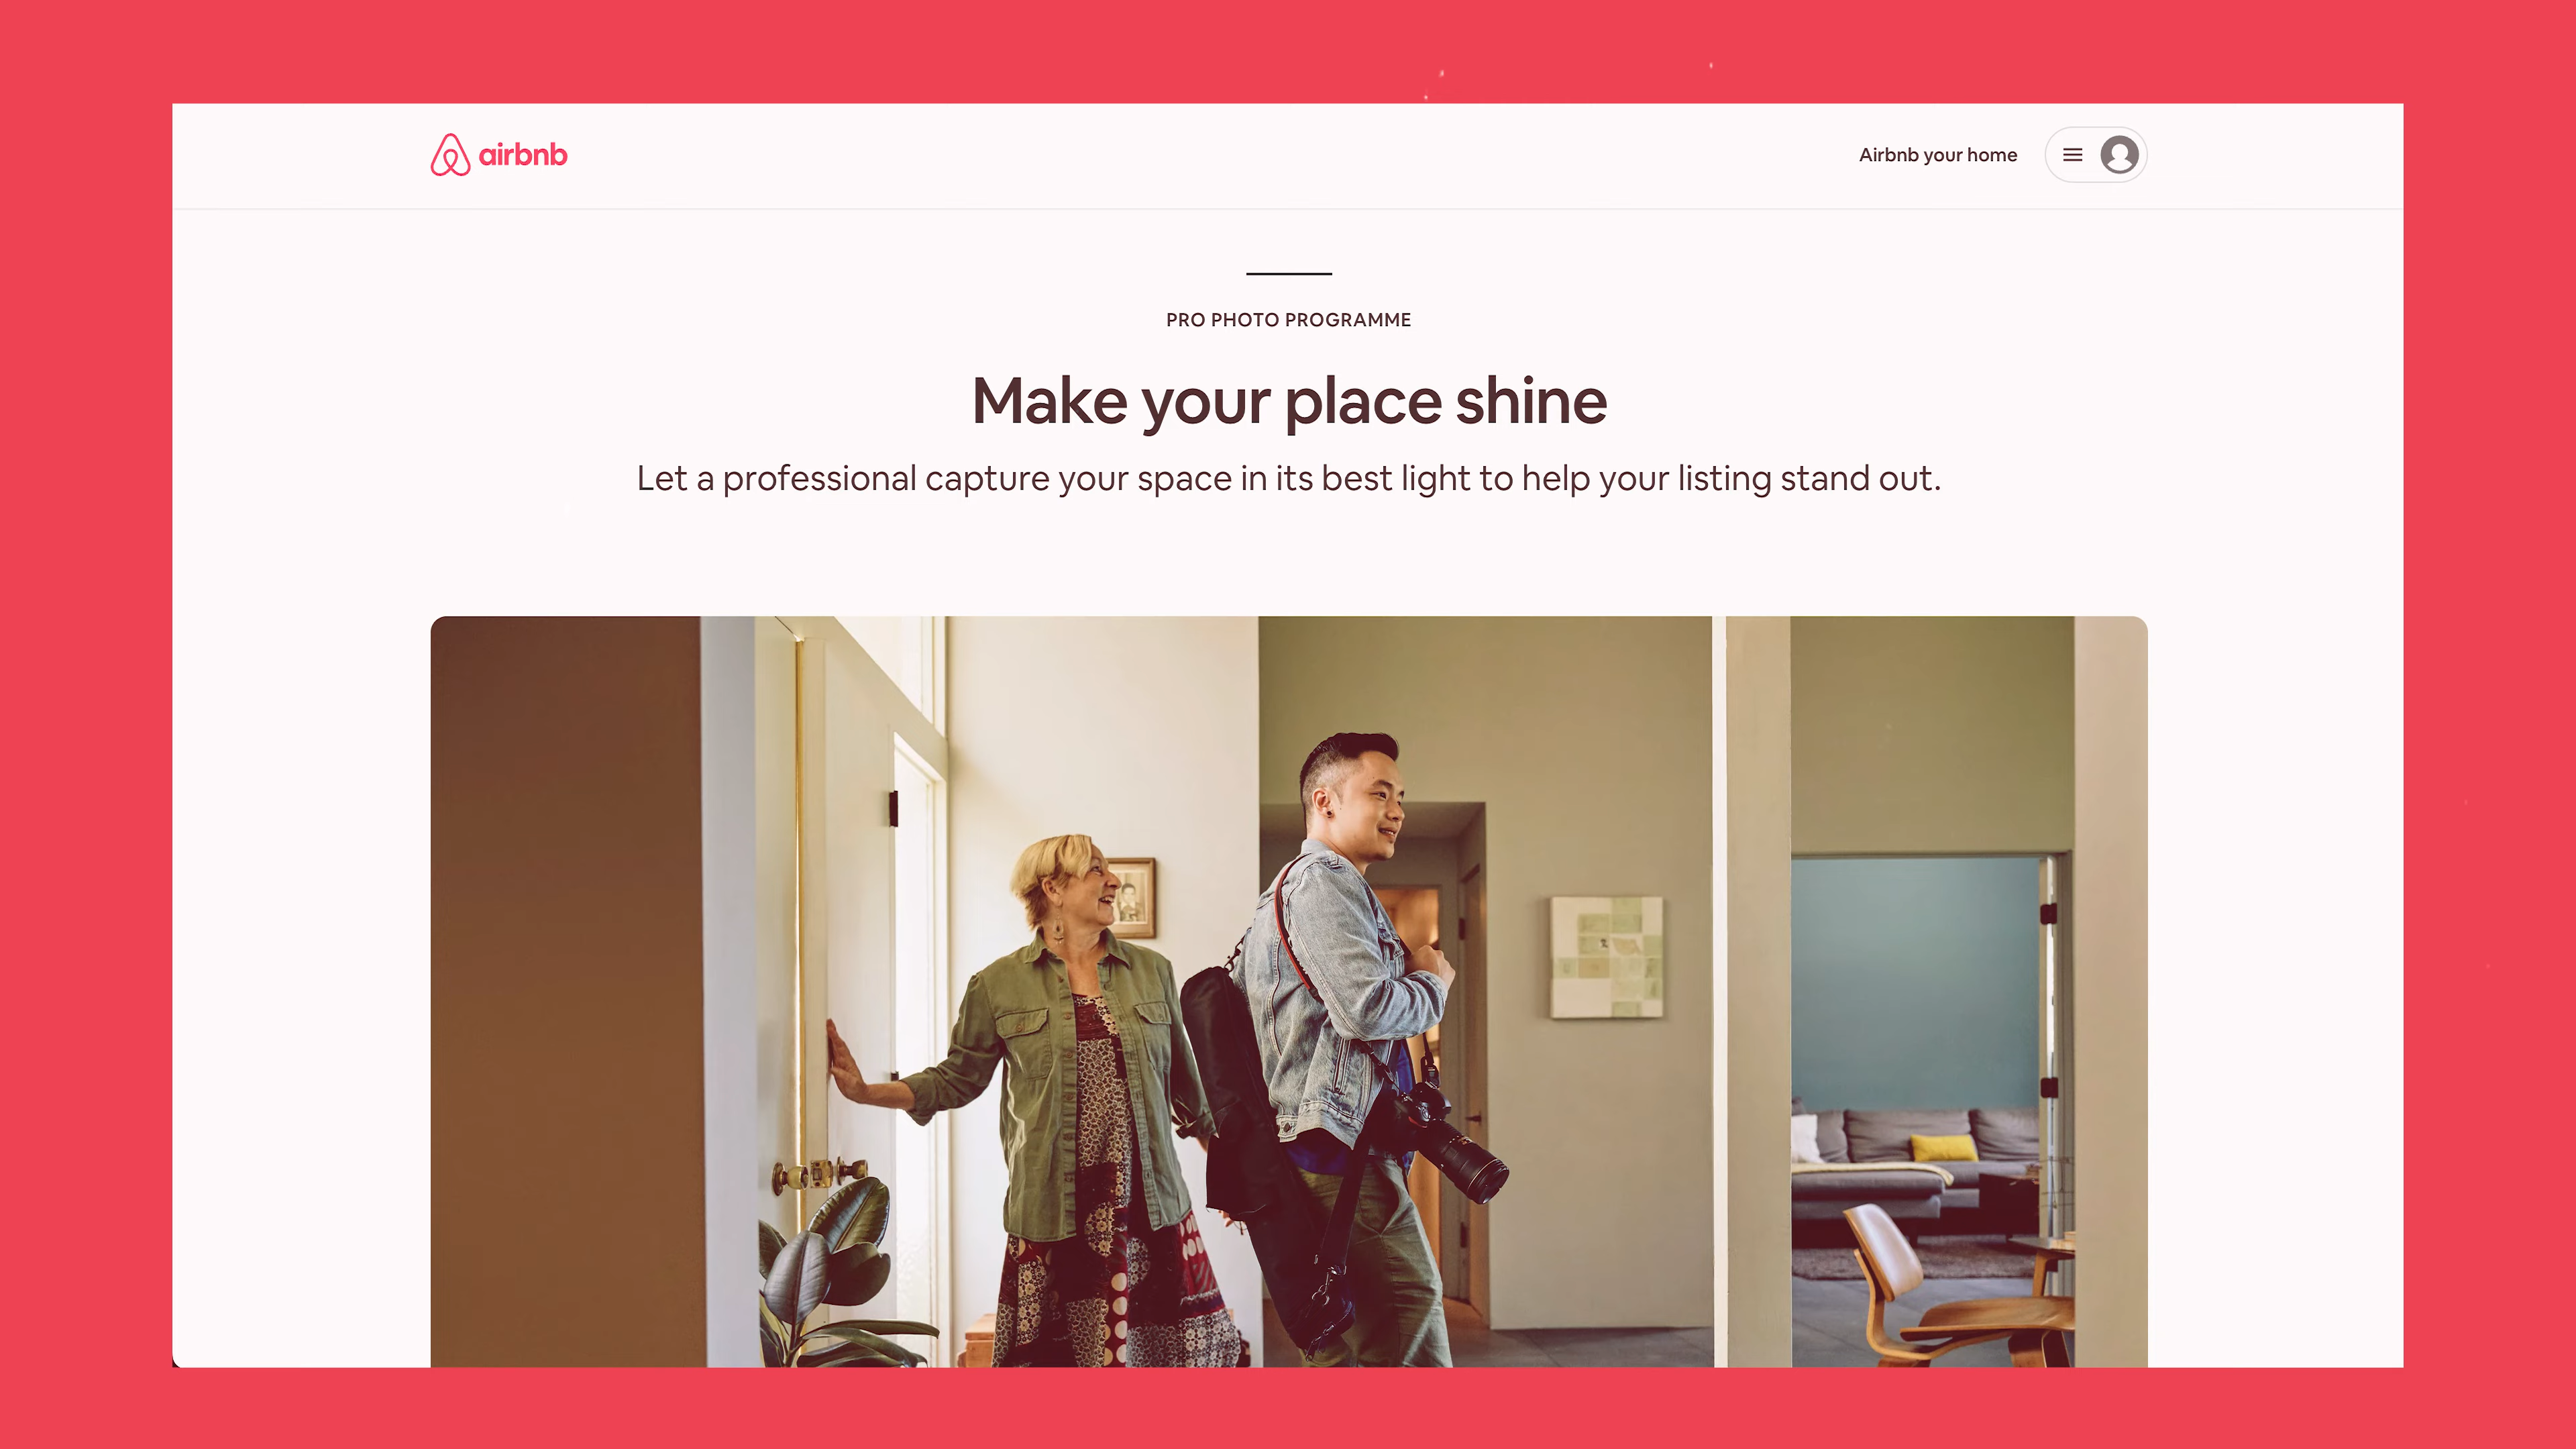 airbnb
Airbnb your home
PRO PHOTO PROGRAMME
Make your place shine
Let a professional capture your space in its best light to help your listing stand out.